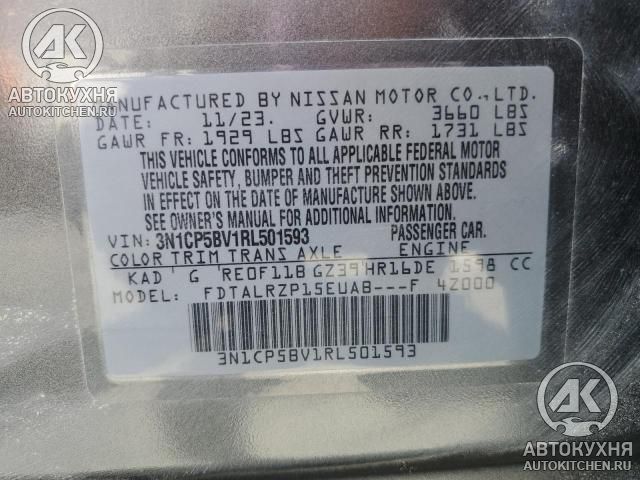 АВТОКУХНЯ
AUTOKITCHEN.RU
MANUFACTURED BY NISSAN MOTOR CO.,LTD.
DATE: 11/23. GVWR: 3660 LBS
GAWR FR: 1929 LBS GAWR RR: 1731 LBS
THIS VEHICLE CONFORMS TO ALL APPLICABLE FEDERAL MOTOR
VEHICLE SAFETY, BUMPER AND THEFT PREVENTION STANDARDS
IN EFFECT ON THE DATE OF MANUFACTURE SHOWN ABOVE.
SEE OWNER'S MANUAL FOR ADDITIONAL INFORMATION.
VIN: 3N1CP5BV1RL501593 PASSENGER CAR.
COLOR TRIM TRANS AXLE ENGINE
KAD G RE0F11B GZ39 HR16DE 1598 CC
MODEL: FDTALRZP15EUAB---F 4Z000
3N1CP5BV1RL501593
AK
АВТОКУХНЯ
AUTOKITCHEN.RU